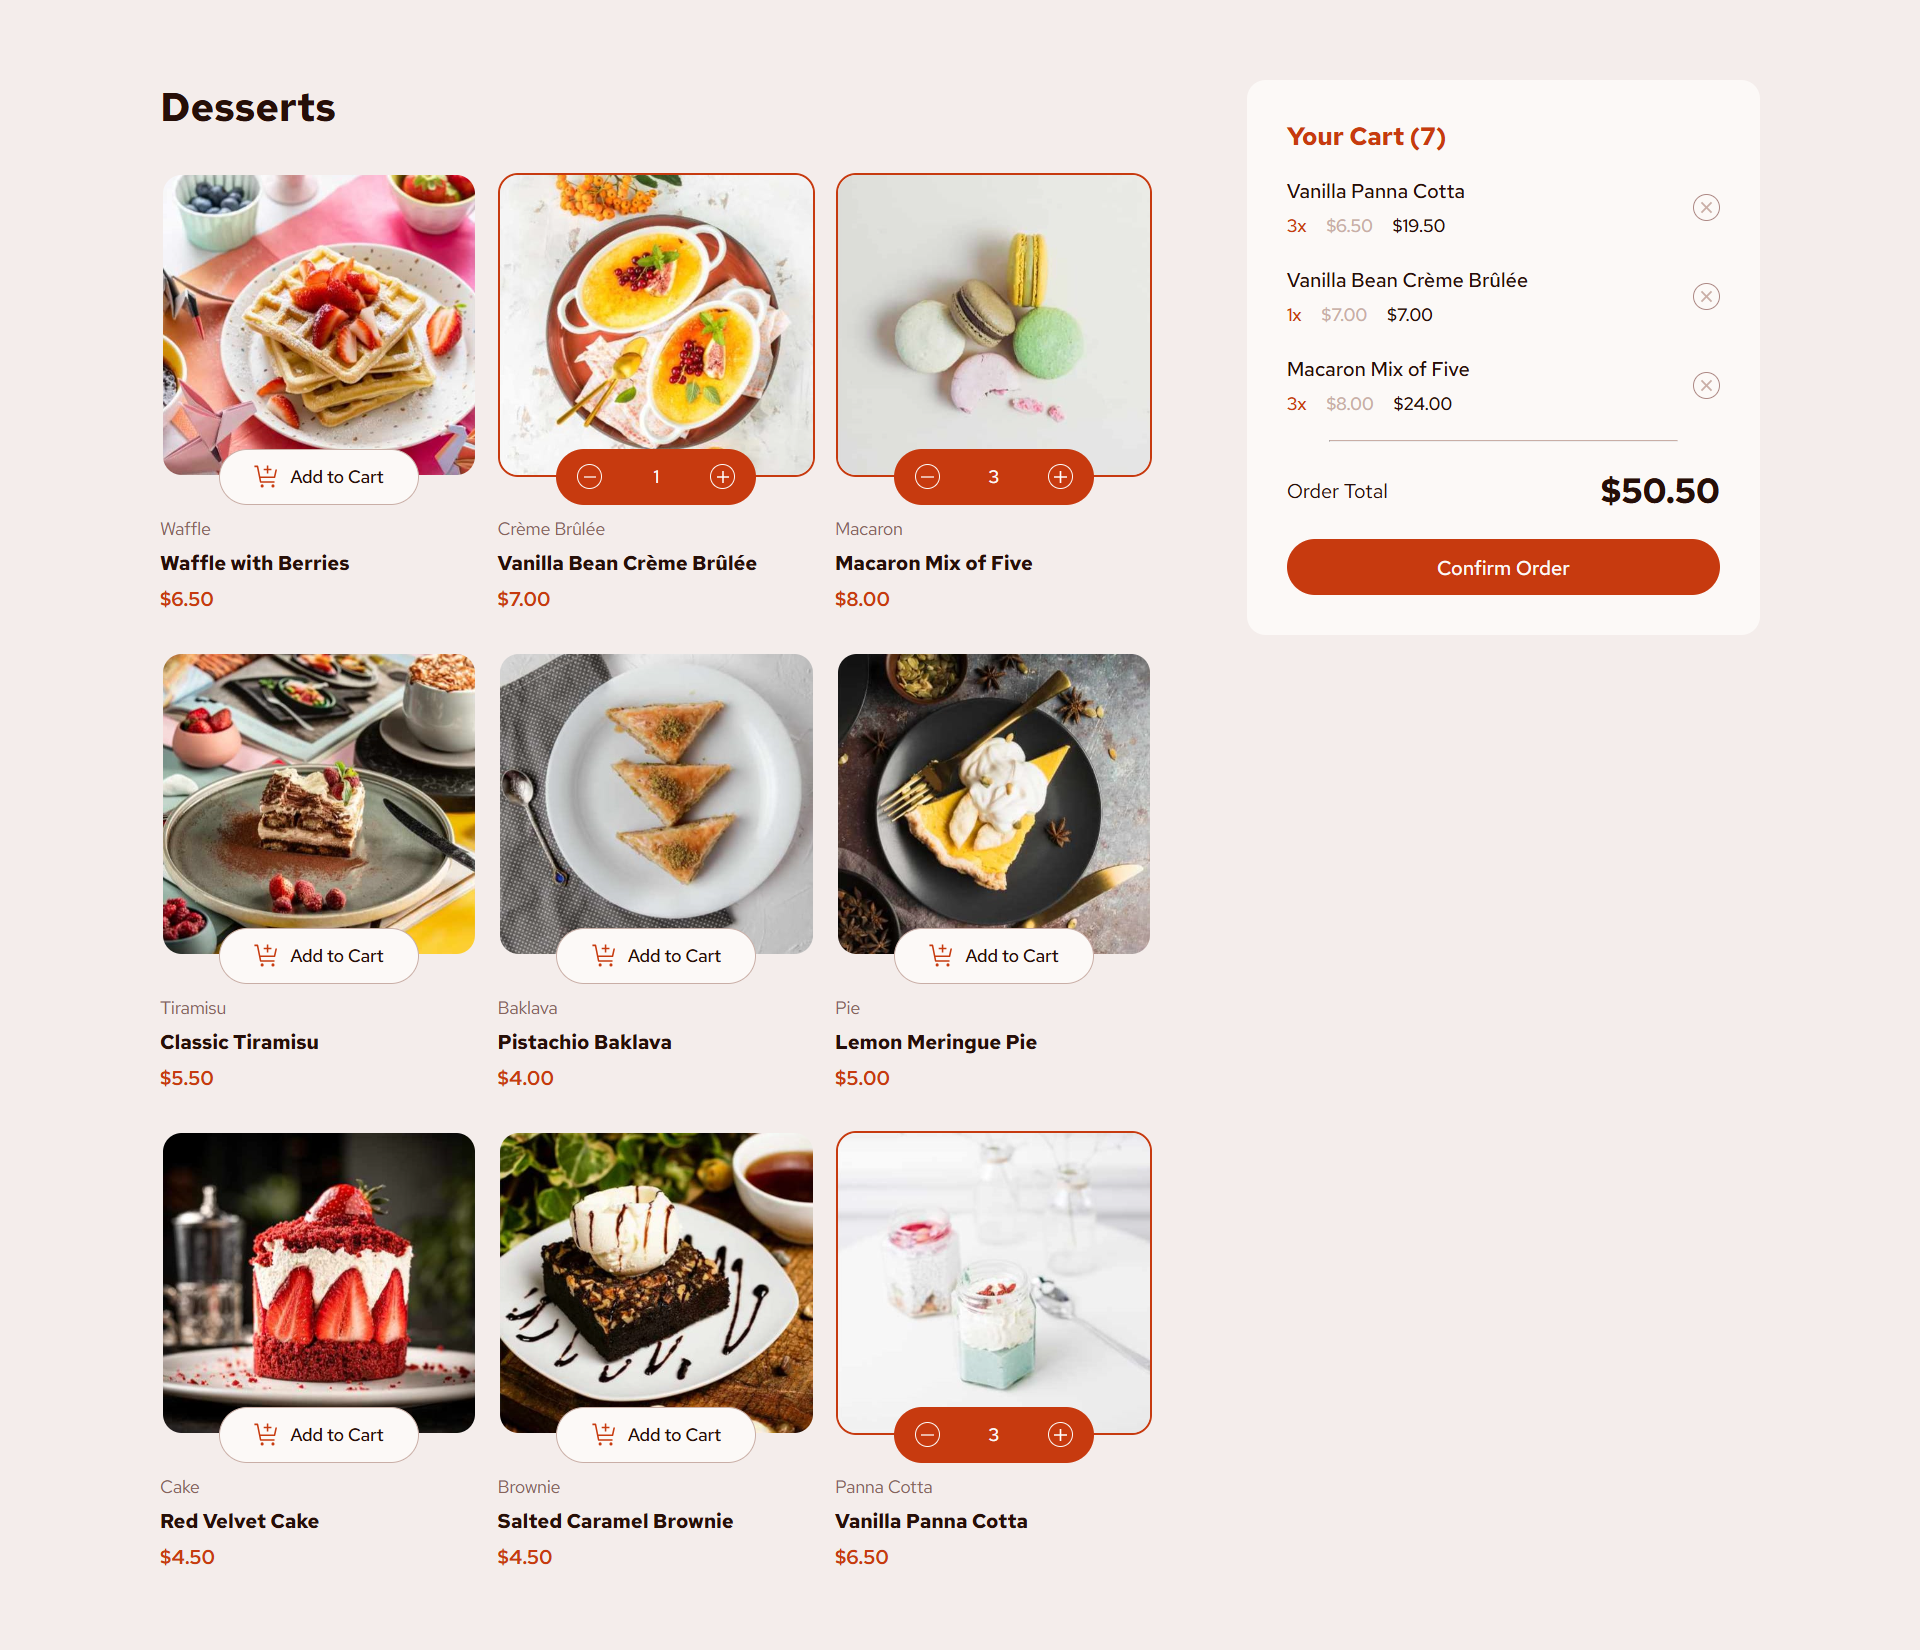 Desserts
Add to Cart
Waffle
Waffle with Berries
$6.50
1
Crème Brûlée
Vanilla Bean Crème Brûlée
$7.00
3
Macaron
Macaron Mix of Five
$8.00
Add to Cart
Tiramisu
Classic Tiramisu
$5.50
Add to Cart
Baklava
Pistachio Baklava
$4.00
Add to Cart
Pie
Lemon Meringue Pie
$5.00
Add to Cart
Cake
Red Velvet Cake
$4.50
Add to Cart
Brownie
Salted Caramel Brownie
$4.50
3
Panna Cotta
Vanilla Panna Cotta
$6.50
Your Cart (7)
Vanilla Panna Cotta
3x $6.50 $19.50
Vanilla Bean Crème Brûlée
1x $7.00 $7.00
Macaron Mix of Five
3x $8.00 $24.00
Order Total $50.50
Confirm Order